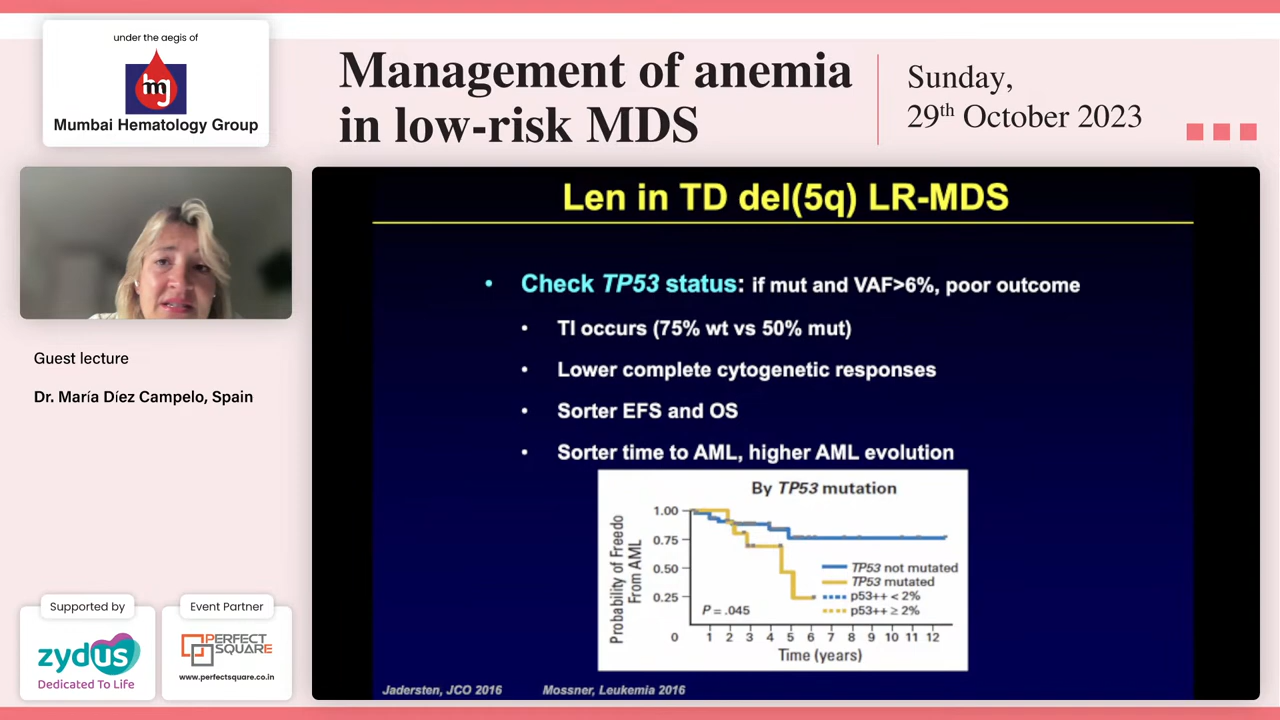 under the aegis of
mg
Mumbai Hematology Group
Management of anemia
in low-risk MDS
Sunday,
29th October 2023
Guest lecture
Dr. María Díez Campelo, Spain
Len in TD del(5q) LR-MDS
• Check TP53 status: if mut and VAF>6%, poor outcome
• TI occurs (75% wt vs 50% mut)
• Lower complete cytogenetic responses
• Sorter EFS and OS
• Sorter time to AML, higher AML evolution
By TP53 mutation
Probability of Freedo
From AML
1.00
0.75
0.50
0.25
0
P = .045
TP53 not mutated
TP53 mutated
p53++ < 2%
p53++ ≥ 2%
1 2 3 4 5 6 7 8 9 10 11 12
Time (years)
Jadersten, JCO 2016 Mossner, Leukemia 2016
Supported by
zydus
Dedicated To Life
Event Partner
PERFECT
SQUARE
www.perfectsquare.co.in